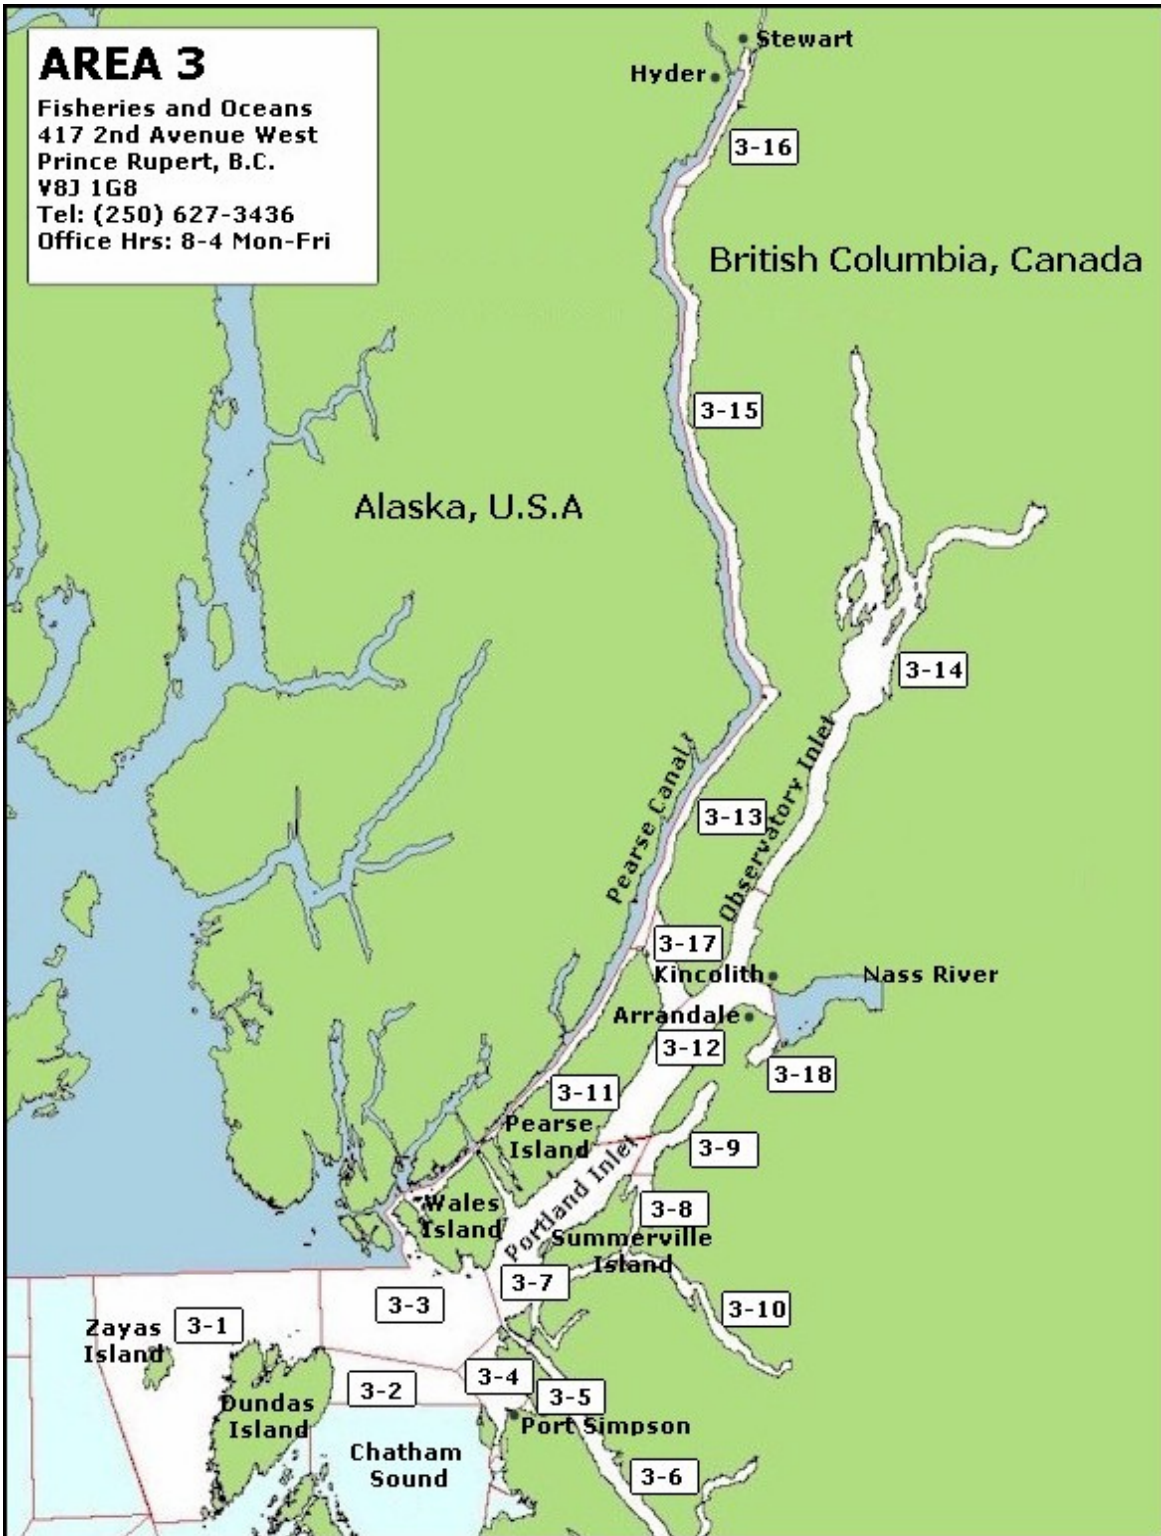 AREA 3
Fisheries and Oceans
417 2nd Avenue West
Prince Rupert, B.C.
V8J 1G8
Tel: (250) 627-3436
Office Hrs: 8-4 Mon-Fri
Stewart
Hyder
3-16
British Columbia, Canada
3-15
Alaska, U.S.A
3-14
Pearse Canal
3-13
Observatory Inlet
3-17
Kincolith
Nass River
Arrandale
3-12
3-18
3-11
Pearse
Island
3-9
Portland Inlet
Wales
Island
3-8
Summerville
Island
3-7
3-3
3-10
Zayas
Island
3-1
3-4
3-2
3-5
Dundas
Island
Port Simpson
Chatham
Sound
3-6